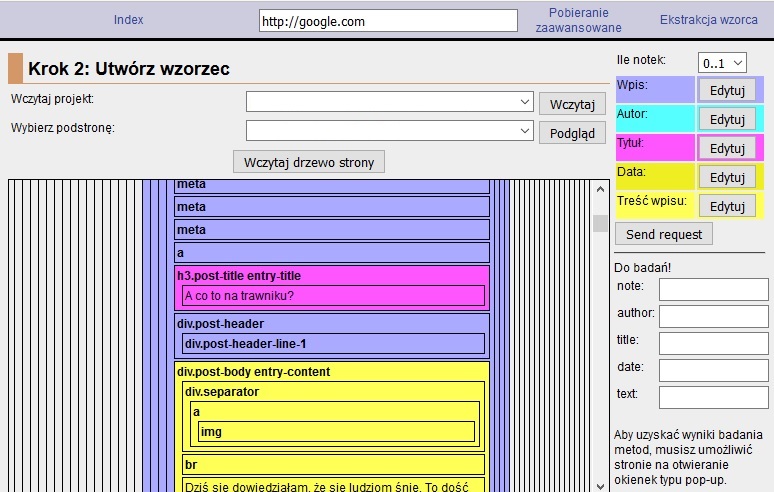 Index
http://google.com
Pobieranie
zaawansowane
Ekstrakcja wzorca
Krok 2: Utwórz wzorzec
Wczytaj projekt:
Wczytaj
Wybierz podstronę:
Podgląd
Wczytaj drzewo strony
meta
meta
meta
a
h3.post-title entry-title
A co to na trawniku?
div.post-header
div.post-header-line-1
div.post-body entry-content
div.separator
a
img
br
Dziś się dowiedziałam, że się ludziom śnię. To dość
Ile notek:
0..1
Wpis:
Edytuj
Autor:
Edytuj
Tytuł:
Edytuj
Data:
Edytuj
Treść wpisu:
Edytuj
Send request
Do badań!
note:
author:
title:
date:
text:
Aby uzyskać wyniki badania
metod, musisz umożliwić
stronie na otwieranie
okienek typu pop-up.